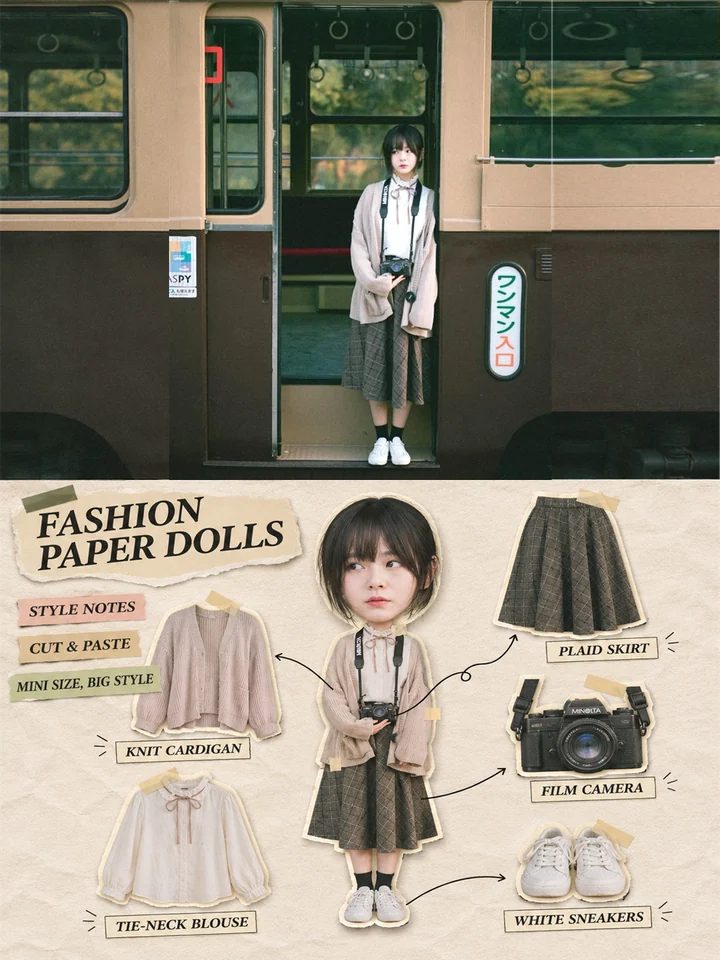 ASPY
ワンマン入口
FASHION
PAPER DOLLS
STYLE NOTES
CUT & PASTE
MINI SIZE, BIG STYLE
KNIT CARDIGAN
TIE-NECK BLOUSE
PLAID SKIRT
MINOLTA
FILM CAMERA
WHITE SNEAKERS